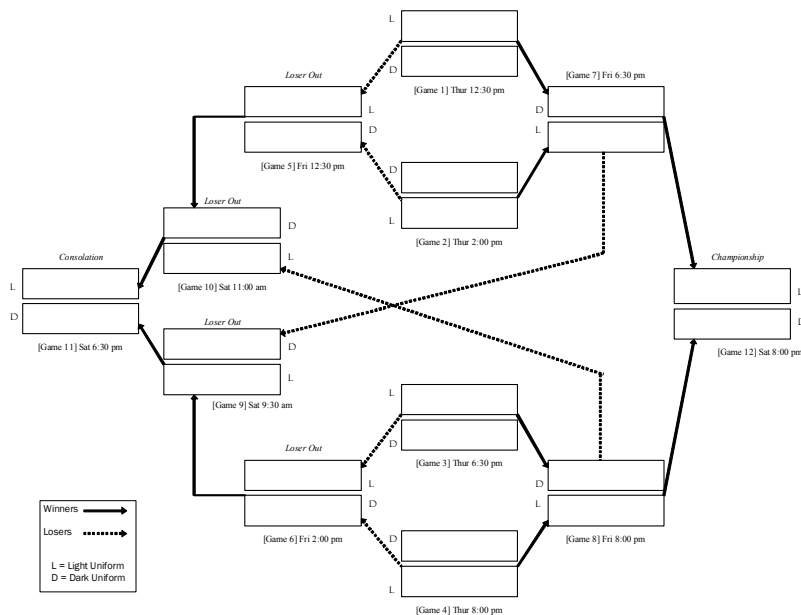 L
D
[Game 1] Thur 12:30 pm
[Game 7] Fri 6:30 pm
D
L
Loser Out
L
D
[Game 5] Fri 12:30 pm
D
L
[Game 2] Thur 2:00 pm
Loser Out
D
L
[Game 10] Sat 11:00 am
Consolation
L
D
[Game 11] Sat 6:30 pm
Championship
L
D
[Game 12] Sat 8:00 pm
Loser Out
D
L
[Game 9] Sat 9:30 am
L
D
[Game 3] Thur 6:30 pm
Loser Out
L
D
[Game 6] Fri 2:00 pm
D
L
[Game 8] Fri 8:00 pm
D
L
[Game 4] Thur 8:00 pm
Winners
Losers
L = Light Uniform
D = Dark Uniform